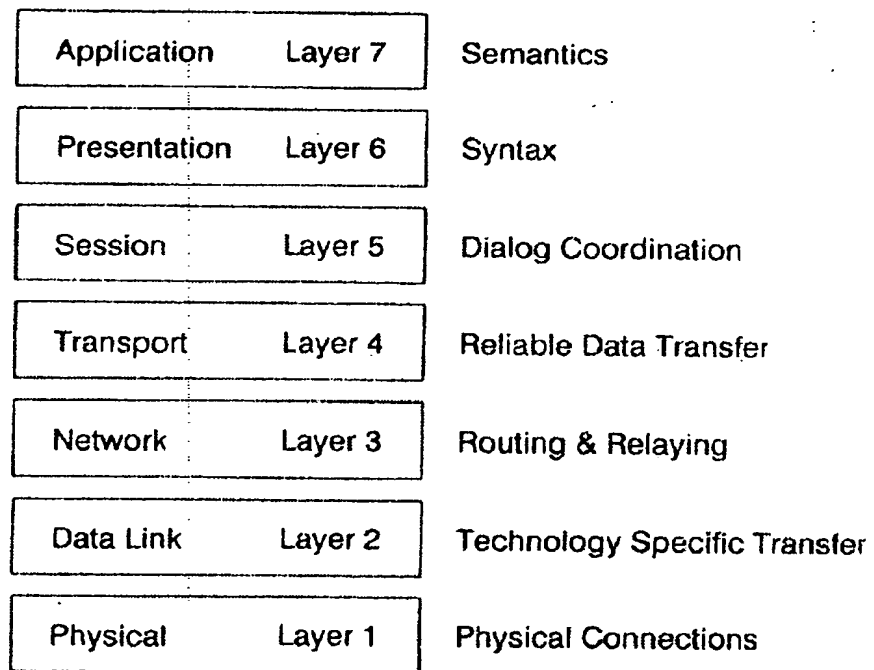 Application Layer 7 Semantics
Presentation Layer 6 Syntax
Session Layer 5 Dialog Coordination
Transport Layer 4 Reliable Data Transfer
Network Layer 3 Routing & Relaying
Data Link Layer 2 Technology Specific Transfer
Physical Layer 1 Physical Connections